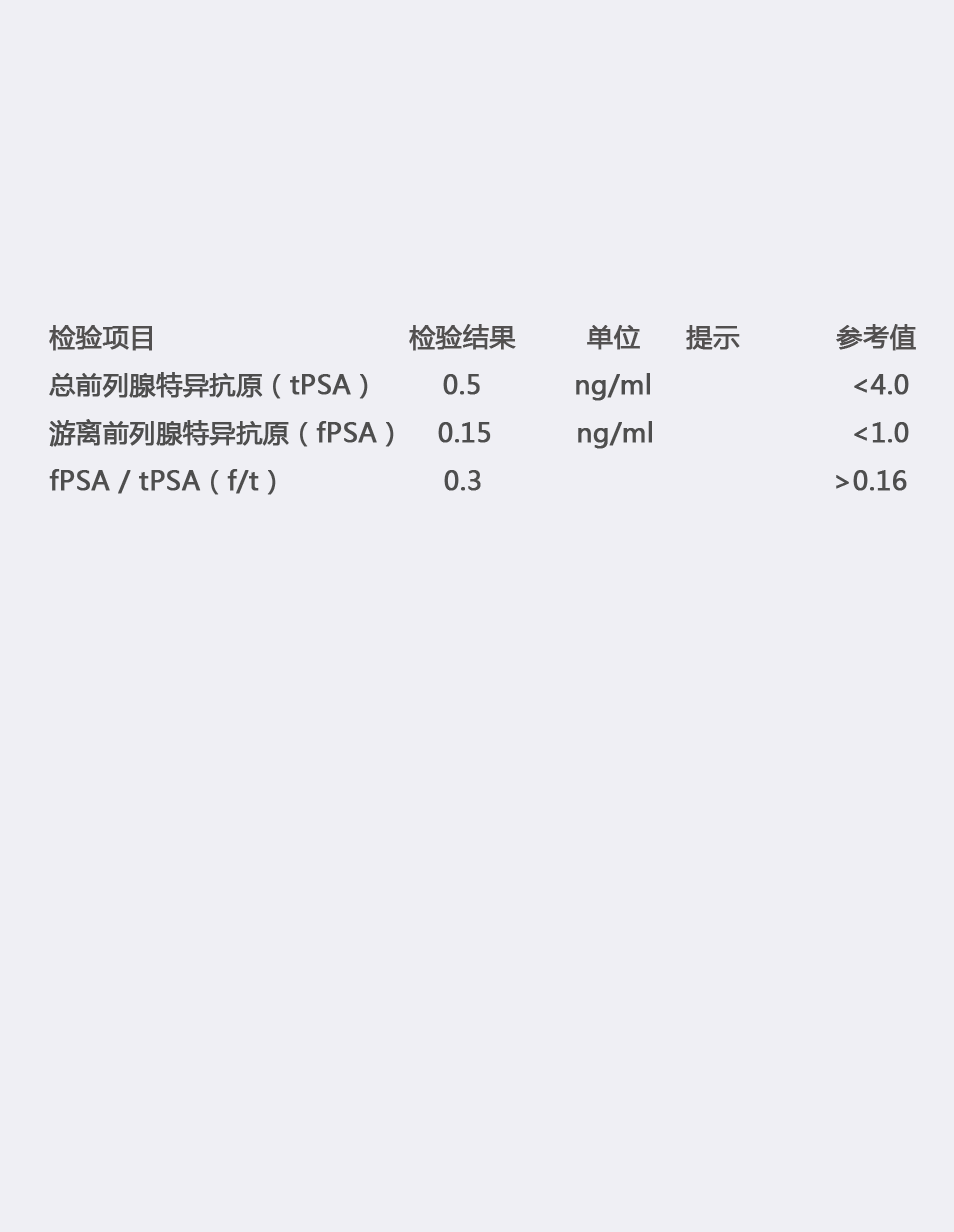 检验项目 检验结果 单位 提示 参考值
总前列腺特异抗原（tPSA） 0.5 ng/ml <4.0
游离前列腺特异抗原（fPSA） 0.15 ng/ml <1.0
fPSA / tPSA（f/t） 0.3 >0.16